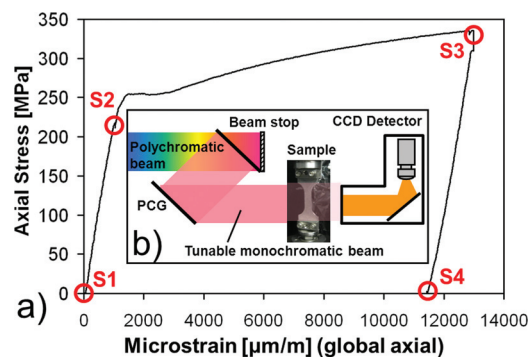 a)
Axial Stress [MPa]
350
300
250
200
150
100
50
0
S1
S2
S3
S4
b)
Beam stop
CCD Detector
Polychromatic
beam
Sample
PCG
Tunable monochromatic beam
0
2000
4000
6000
8000
10000
12000
14000
Microstrain [µm/m] (global axial)